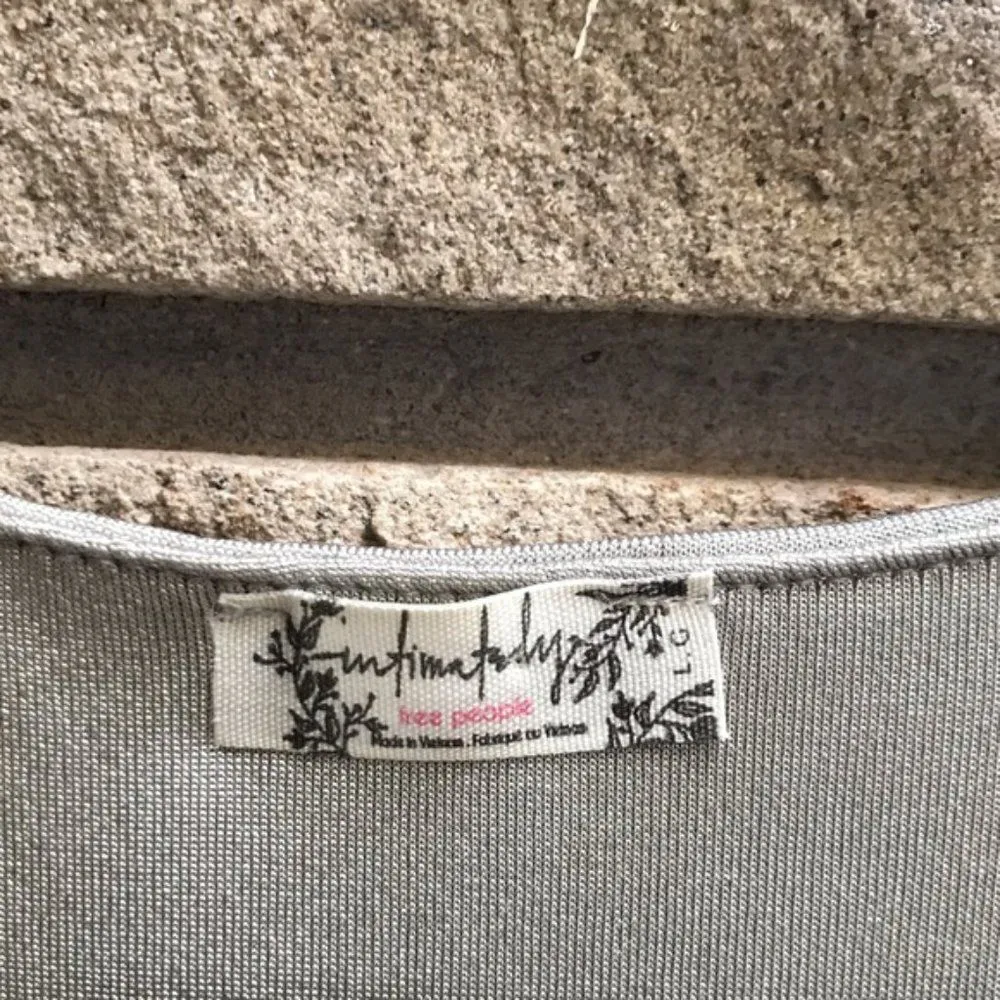 intimately
free people
Made in Vietnam . Fabriqué au Vietnam
L.G